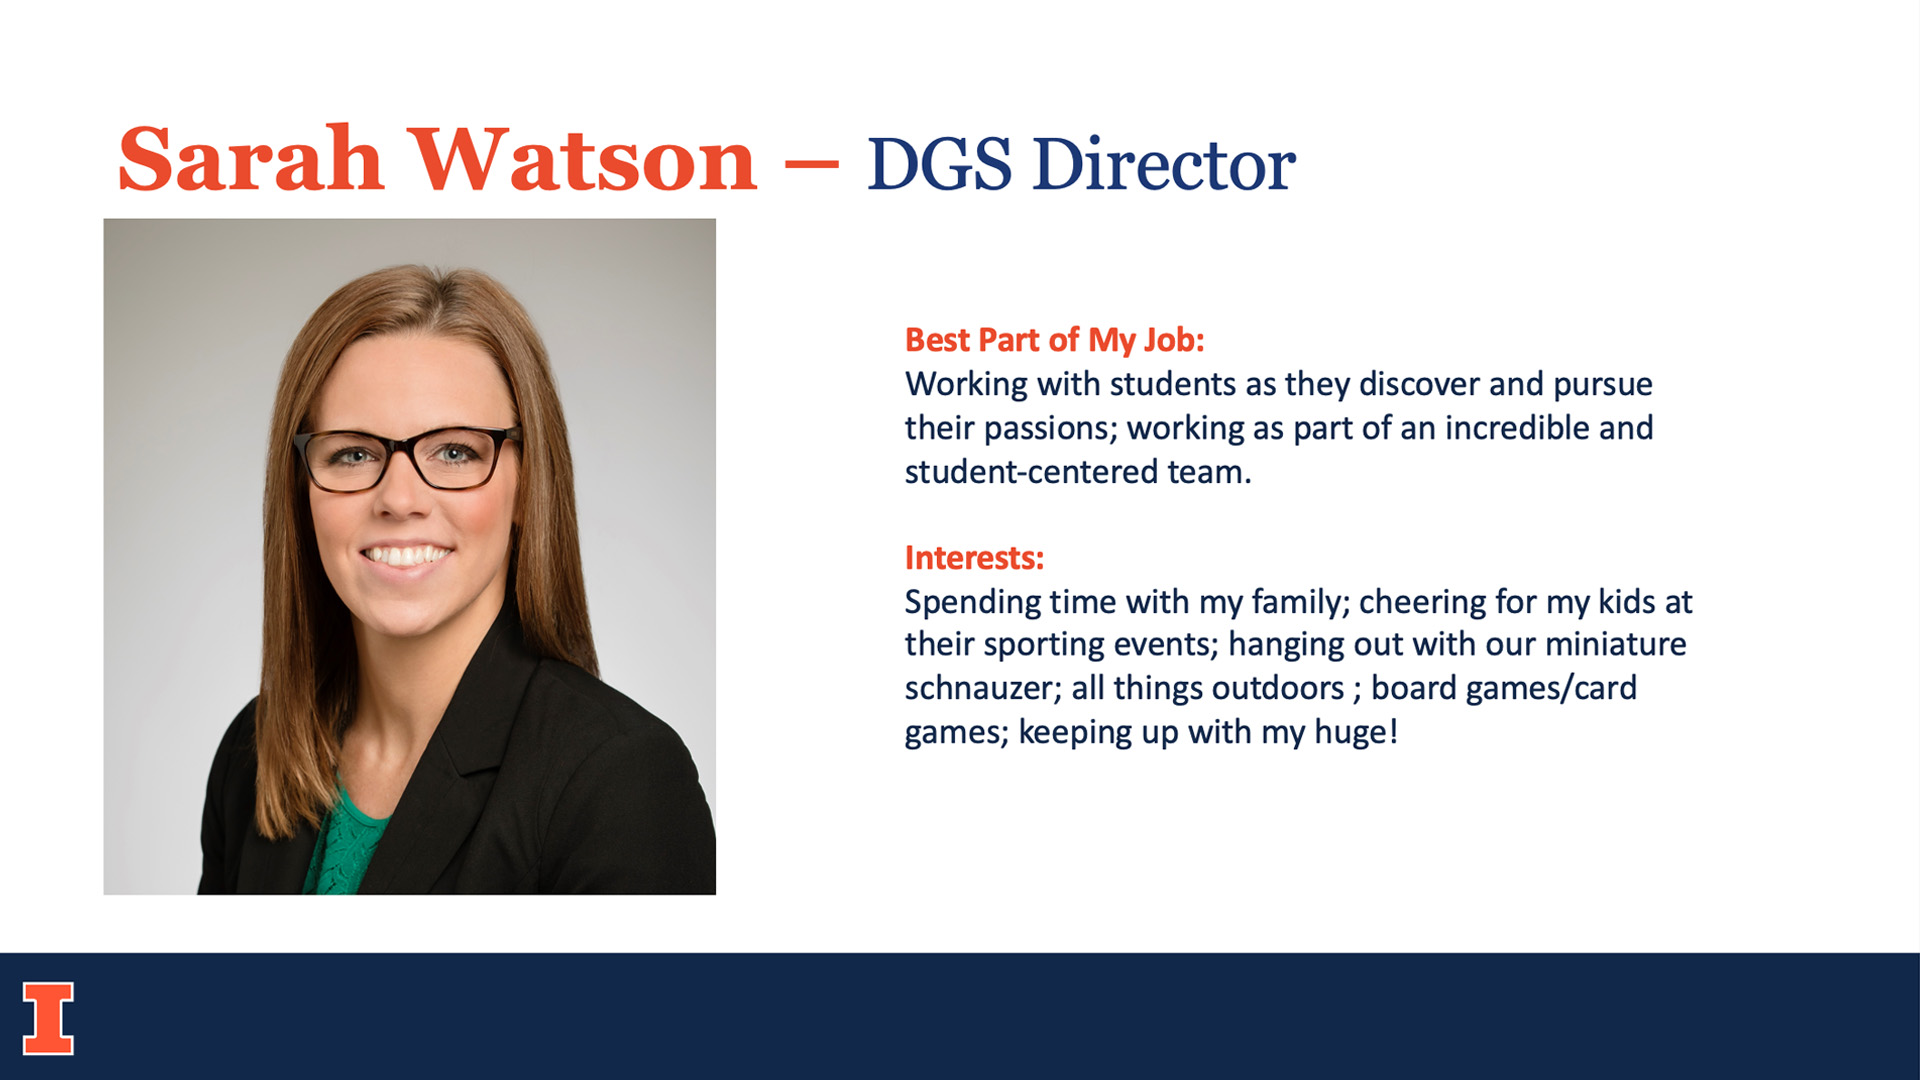 Sarah Watson – DGS Director
Best Part of My Job:
Working with students as they discover and pursue
their passions; working as part of an incredible and
student-centered team.
Interests:
Spending time with my family; cheering for my kids at
their sporting events; hanging out with our miniature
schnauzer; all things outdoors ; board games/card
games; keeping up with my huge!
I